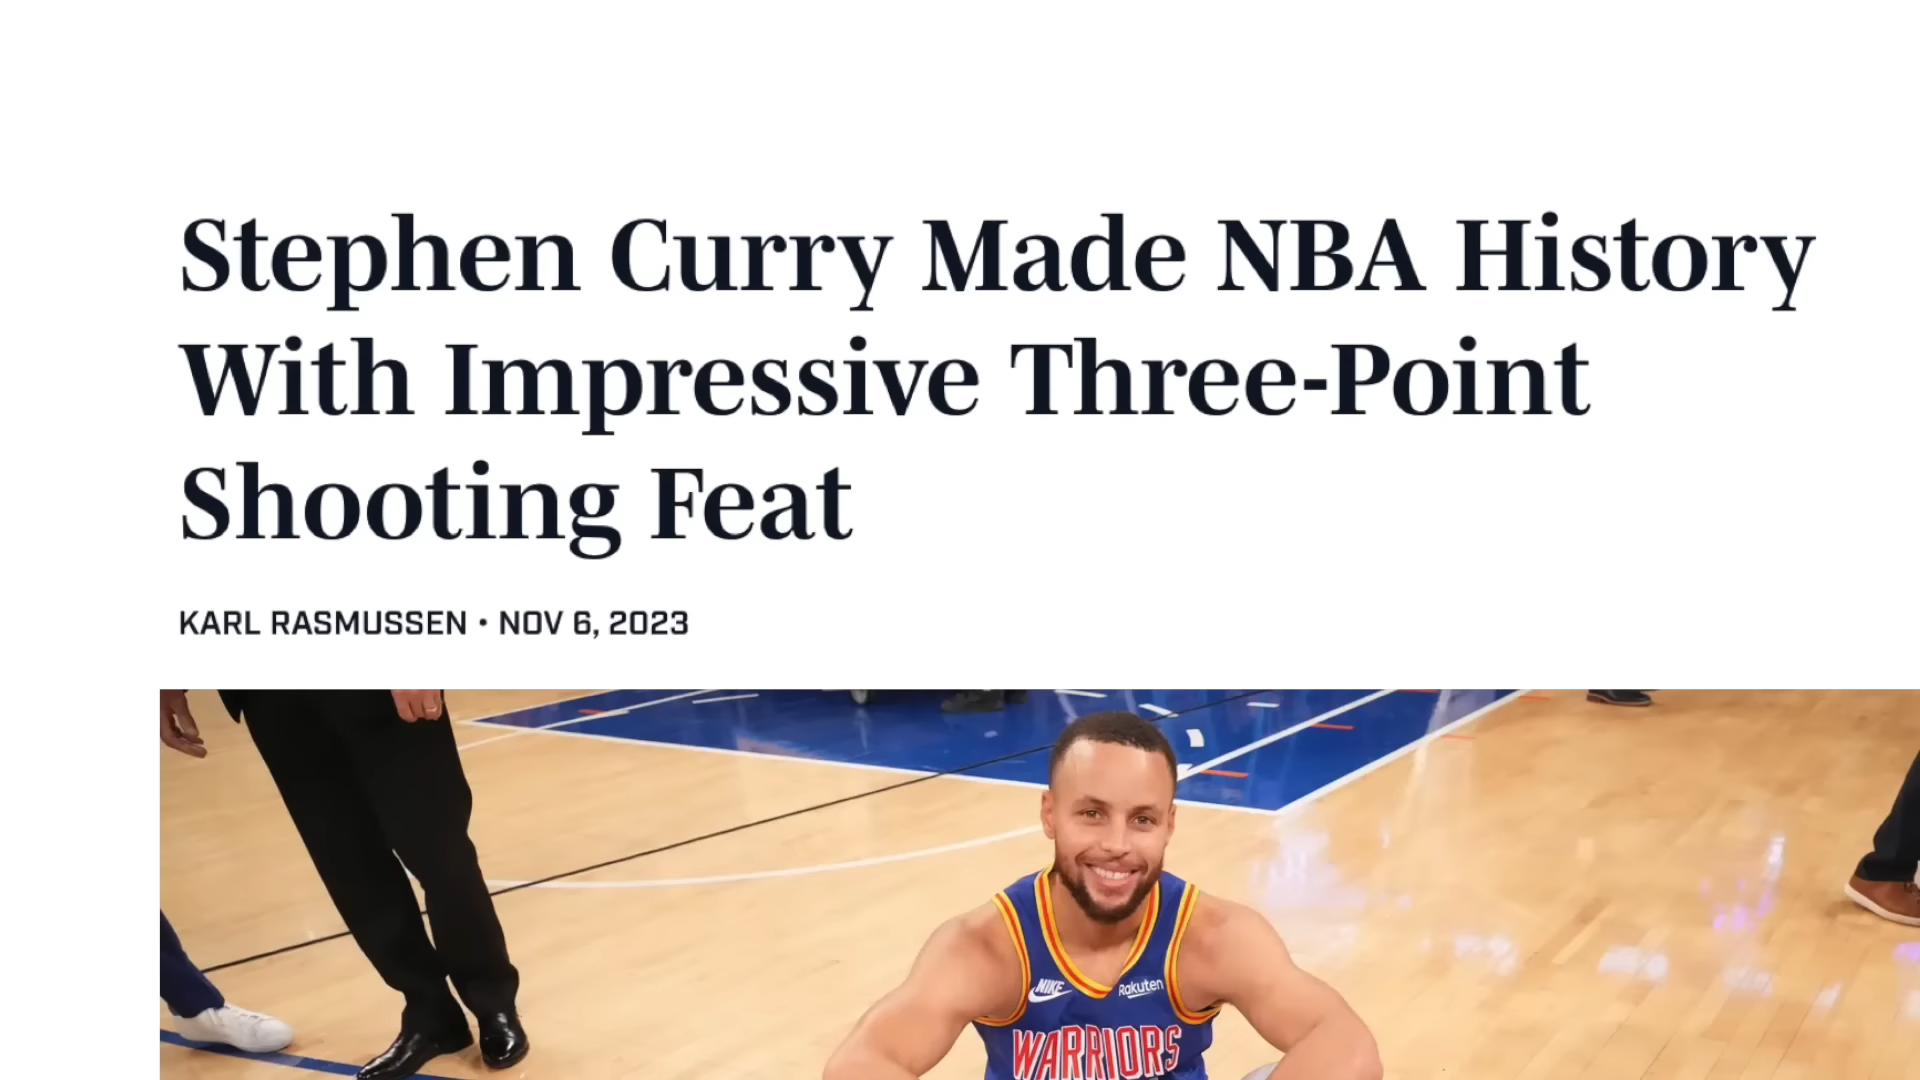 Stephen Curry Made NBA History
With Impressive Three-Point
Shooting Feat
KARL RASMUSSEN • NOV 6, 2023
NIKE
Rakuten
WARRIORS